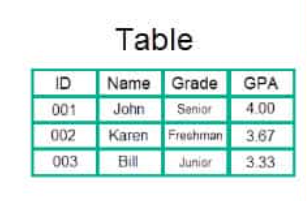 Table
ID Name Grade GPA
001 John Senior 4.00
002 Karen Freshman 3.67
003 Bill Junior 3.33